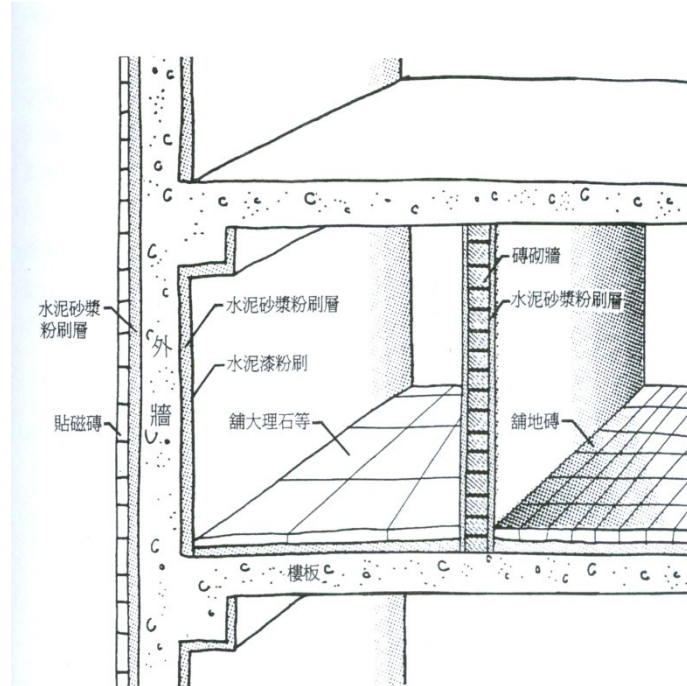 磚砌牆
水泥砂漿粉刷層
水泥砂漿
粉刷層
水泥砂漿粉刷層
外
牆
水泥漆粉刷
貼磁磚
舖大理石等
舖地磚
樓板